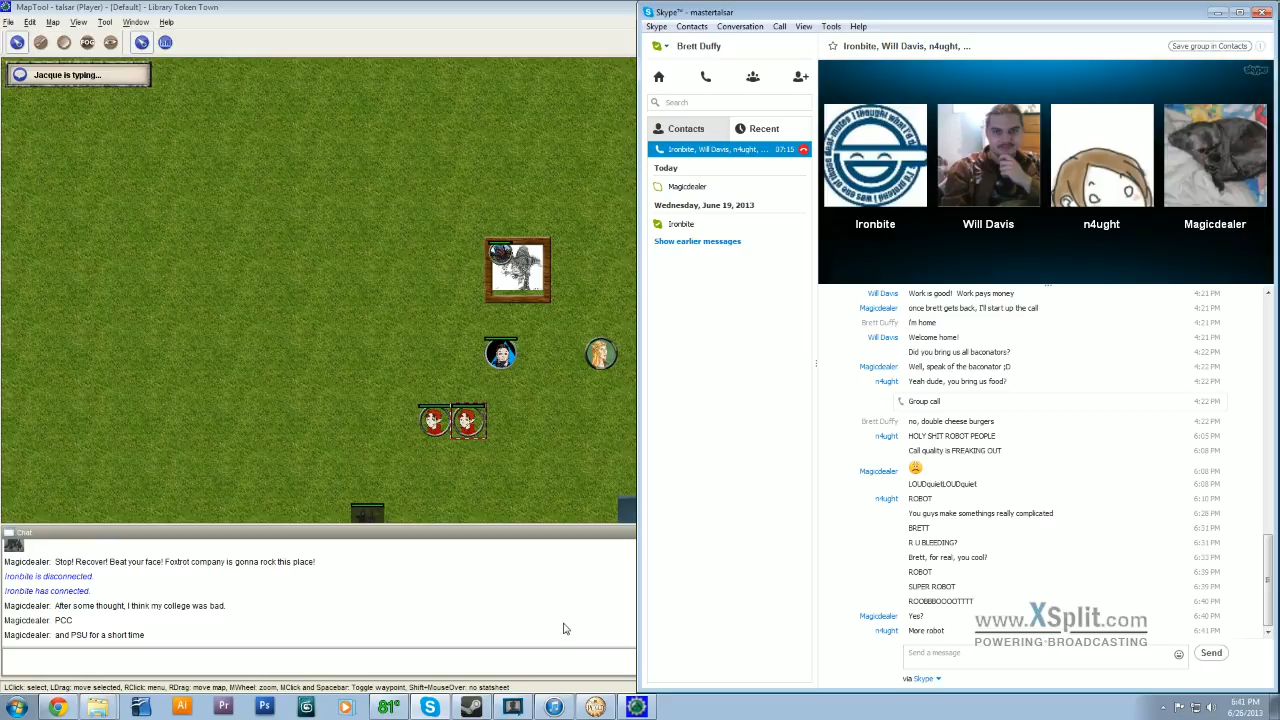 MapTool - talsar (Player) - [Default] - Library Token Town
File Edit Map View Tool Window Help
FOG
Jacque is typing...
Chat
Magicdealer: Stop! Recover! Beat your face! Foxtrot company is gonna rock this place!
Ironbite is disconnected.
Ironbite has connected.
Magicdealer: After some thought, I think my college was bad.
Magicdealer: PCC
Magicdealer: and PSU for a short time
LClick select, LDrag: move selected, RClick: menu, RDrag: move map, MWheel: zoom, MClick and Spacebar: Toggle waypoint, Shift+MouseOver: no statsheet
Skype™ - mastertalsar
Skype Contacts Conversation Call View Tools Help
Brett Duffy
Search
Contacts Recent
Ironbite, Will Davis, n4ught, ... 07:15
Today
Magicdealer
Wednesday, June 19, 2013
Ironbite
Show earlier messages
Ironbite, Will Davis, n4ught, ... Save group in Contacts
skype
Ironbite Will Davis n4ught Magicdealer
Will Davis Work is good! Work pays money 4:21 PM
Magicdealer once brett gets back, I'll start up the call 4:21 PM
Brett Duffy i'm home 4:21 PM
Will Davis Welcome home! 4:21 PM
Did you bring us all baconators? 4:22 PM
Magicdealer Well, speak of the baconator ;D 4:22 PM
n4ught Yeah dude, you bring us food? 4:22 PM
Group call 4:22 PM
Brett Duffy no, double cheese burgers 4:22 PM
n4ught HOLY SHIT ROBOT PEOPLE 6:05 PM
Call quality is FREAKING OUT 6:08 PM
Magicdealer 6:08 PM
LOUDquietLOUDquiet 6:08 PM
n4ught ROBOT 6:10 PM
You guys make somethings really complicated 6:28 PM
BRETT 6:31 PM
R U BLEEDING? 6:31 PM
Brett, for real, you cool? 6:33 PM
ROBOT 6:39 PM
SUPER ROBOT 6:39 PM
ROOBBBOOOOTTTT 6:40 PM
Magicdealer Yes? 6:40 PM
n4ught More robot 6:41 PM
www.XSplit.com
POWERING·BROADCASTING
Send a message Send
via Skype
Ai Pr Ps 81°
6:41 PM
6/26/2013